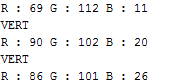 R : 69 G : 112 B : 11
VERT
R : 90 G : 102 B : 20
VERT
R : 86 G : 101 B : 26